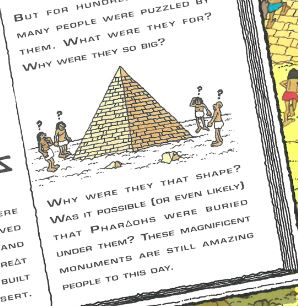 BUT FOR HUNDRE
MANY PEOPLE WERE PUZZLED BY
THEM. WHAT WERE THEY FOR?
WHY WERE THEY SO BIG?
?
?
?
?
WHY WERE THEY THAT SHAPE?
WAS IT POSSIBLE (OR EVEN LIKELY)
THAT PHARAOHS WERE BURIED
UNDER THEM? THESE MAGNIFICENT
MONUMENTS ARE STILL AMAZING
PEOPLE TO THIS DAY.
ERE
VED
AND
REAT
BUILT
SERT.